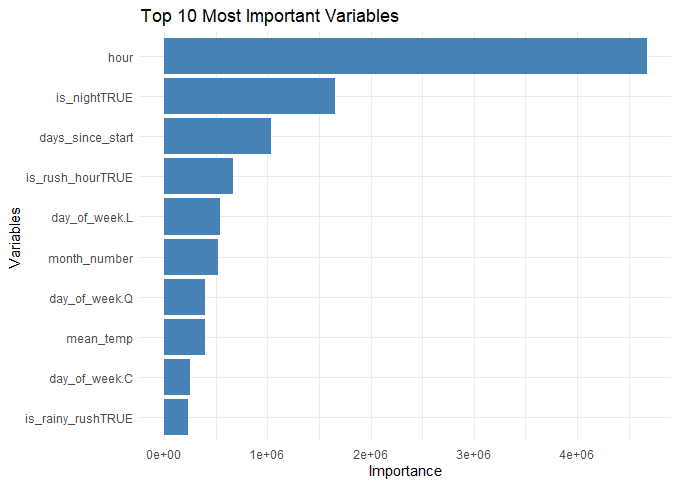 Top 10 Most Important Variables
Variables
hour
is_nightTRUE
days_since_start
is_rush_hourTRUE
day_of_week.L
month_number
day_of_week.Q
mean_temp
day_of_week.C
is_rainy_rushTRUE
0e+00 1e+06 2e+06 3e+06 4e+06
Importance